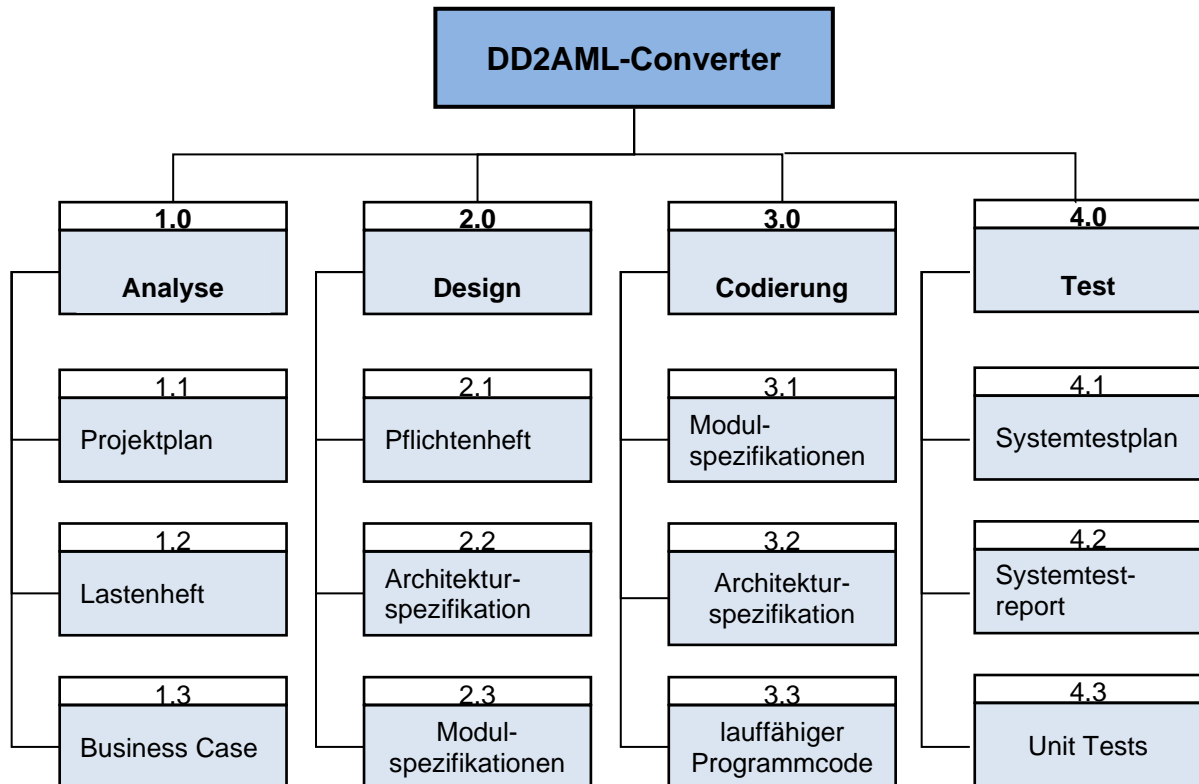 DD2AML-Converter
1.0
Analyse
2.0
Design
3.0
Codierung
4.0
Test
1.1
Projektplan
2.1
Pflichtenheft
3.1
Modul-
spezifikationen
4.1
Systemtestplan
1.2
Lastenheft
2.2
Architektur-
spezifikation
3.2
Architektur-
spezifikation
4.2
Systemtest-
report
1.3
Business Case
2.3
Modul-
spezifikationen
3.3
lauffähiger
Programmcode
4.3
Unit Tests